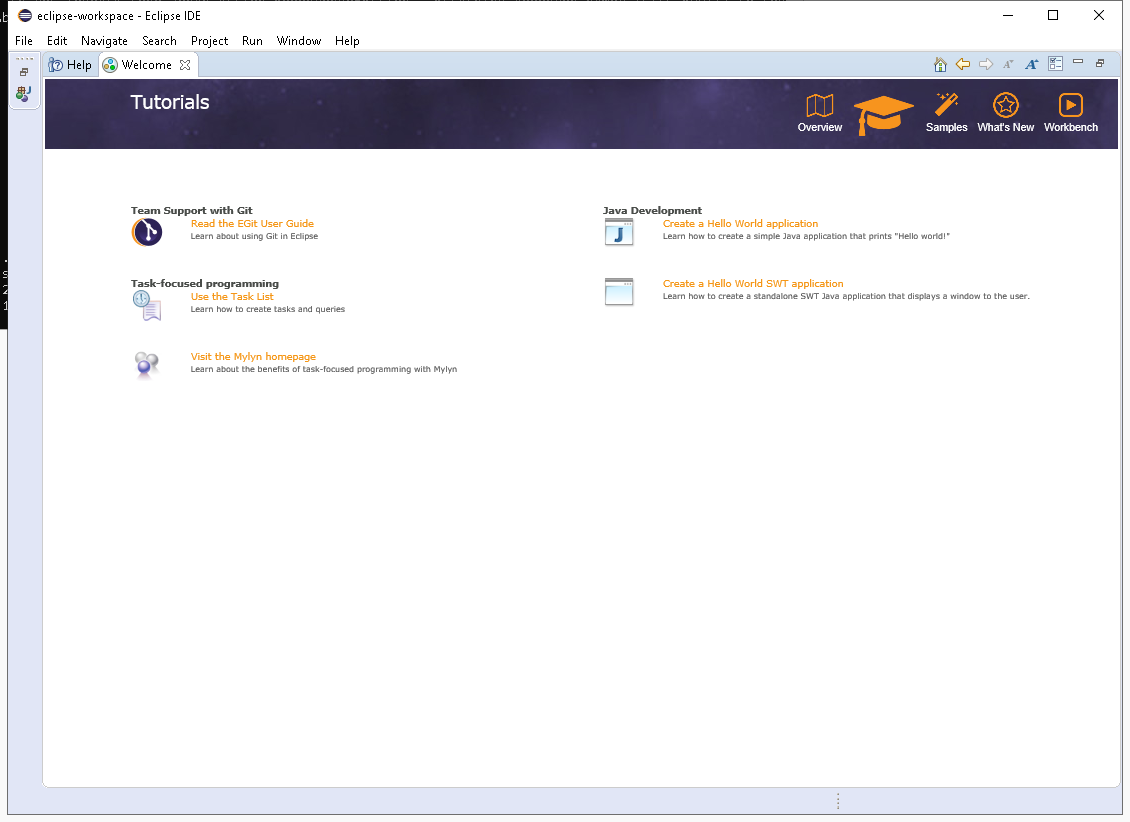 eclipse-workspace - Eclipse IDE
File Edit Navigate Search Project Run Window Help
Help Welcome
Tutorials
Overview Samples What's New Workbench
Team Support with Git
Read the EGit User Guide
Learn about using Git in Eclipse
Task-focused programming
Use the Task List
Learn how to create tasks and queries
Visit the Mylyn homepage
Learn about the benefits of task-focused programming with Mylyn
Java Development
Create a Hello World application
Learn how to create a simple Java application that prints "Hello world!"
Create a Hello World SWT application
Learn how to create a standalone SWT Java application that displays a window to the user.